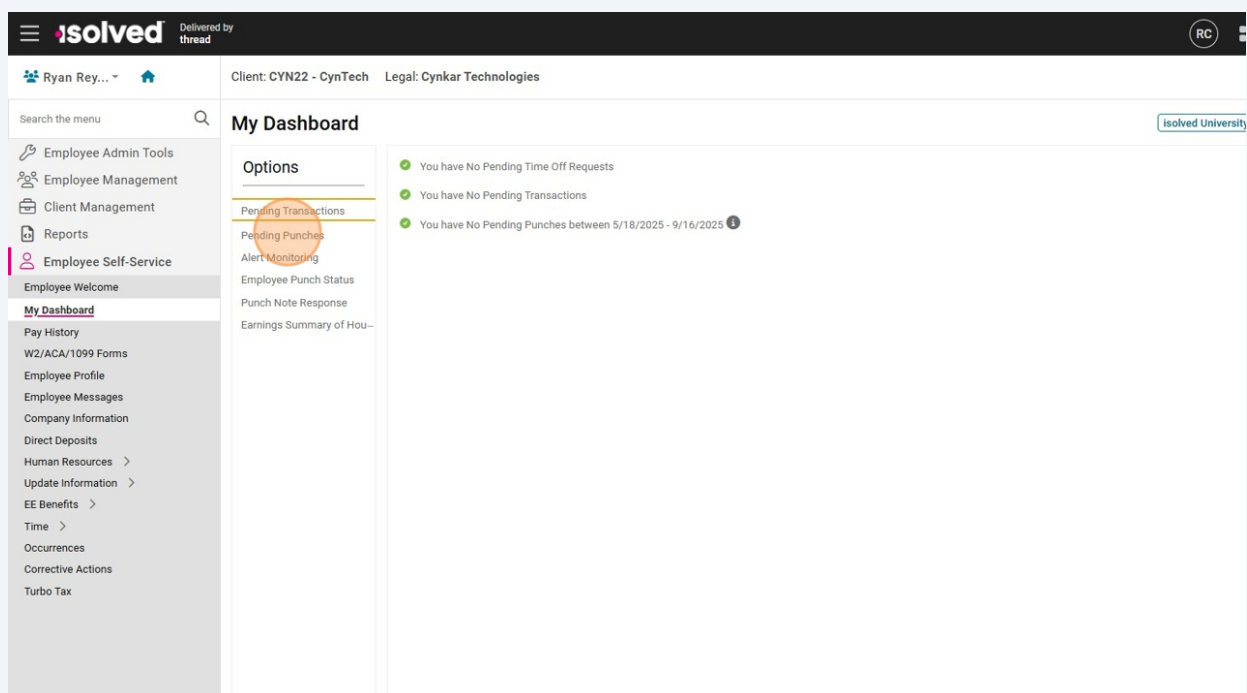 isolved Delivered by
thread
RC
Ryan Rey...
Client: CYN22 - CynTech Legal: Cynkar Technologies
Search the menu
My Dashboard
isolved University
Employee Admin Tools
Employee Management
Client Management
Reports
Employee Self-Service
Employee Welcome
My Dashboard
Pay History
W2/ACA/1099 Forms
Employee Profile
Employee Messages
Company Information
Direct Deposits
Human Resources
Update Information
EE Benefits
Time
Occurrences
Corrective Actions
Turbo Tax
Options
Pending Transactions
Pending Punches
Alert Monitoring
Employee Punch Status
Punch Note Response
Earnings Summary of Hou...
You have No Pending Time Off Requests
You have No Pending Transactions
You have No Pending Punches between 5/18/2025 - 9/16/2025